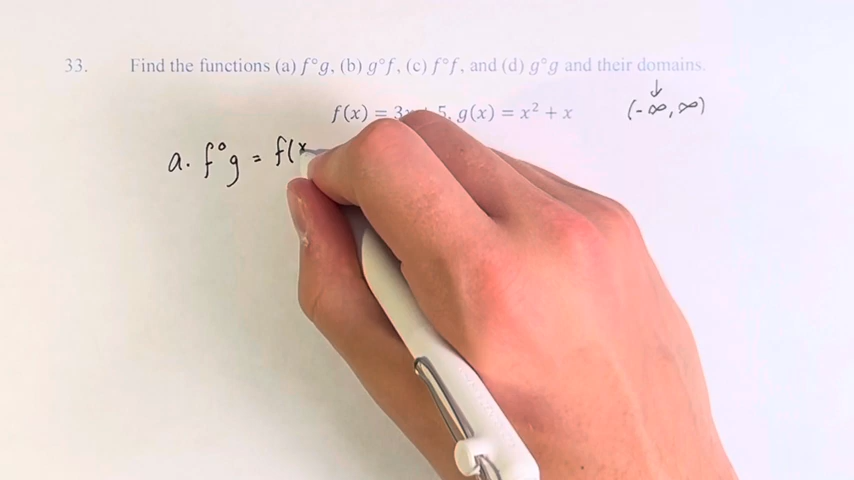 33. Find the functions (a) f°g, (b) g°f, (c) f°f, and (d) g°g and their domains.
↓
f(x) = 3x + 5, g(x) = x² + x (-∞, ∞)
a. f°g = f(x